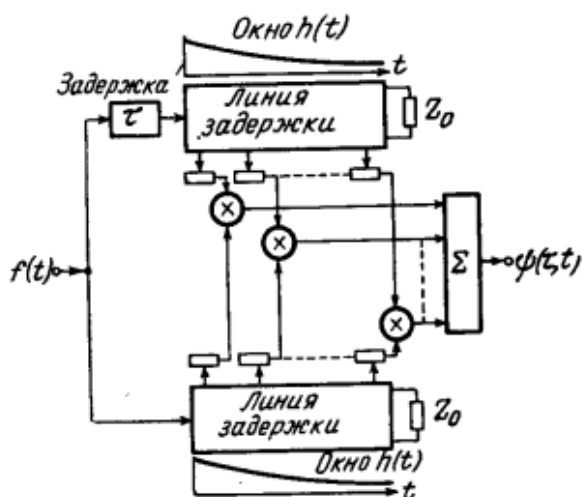 Окно h(t)
t
Задержка
τ
Линия
задержки
Z₀
×
×
f(t)
Σ
ψ(τ,t)
×
Линия
задержки
Z₀
Окно h(t)
t